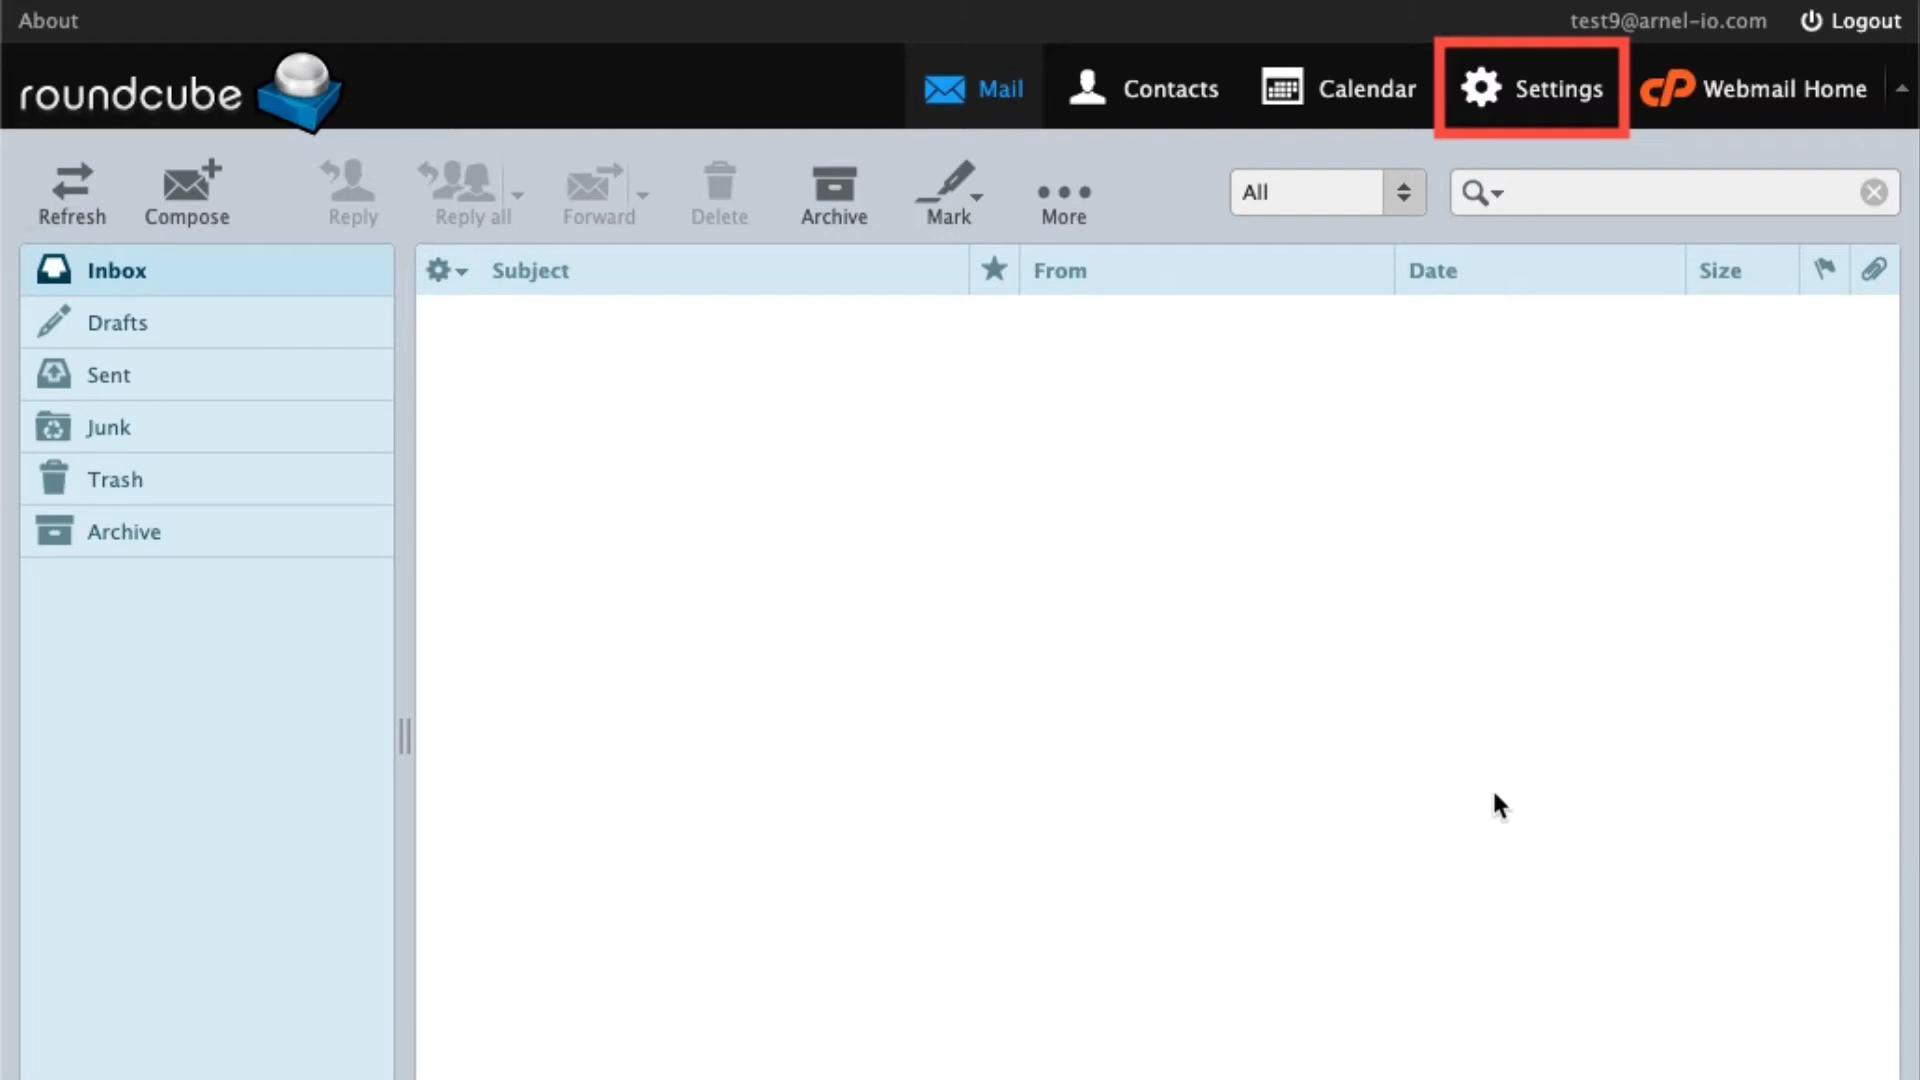 About
test9@arnel-io.com
Logout
roundcube
Mail
Contacts
Calendar
Settings
cP Webmail Home
Refresh
Compose
Reply
Reply all
Forward
Delete
Archive
Mark
More
All
Inbox
Drafts
Sent
Junk
Trash
Archive
Subject
From
Date
Size